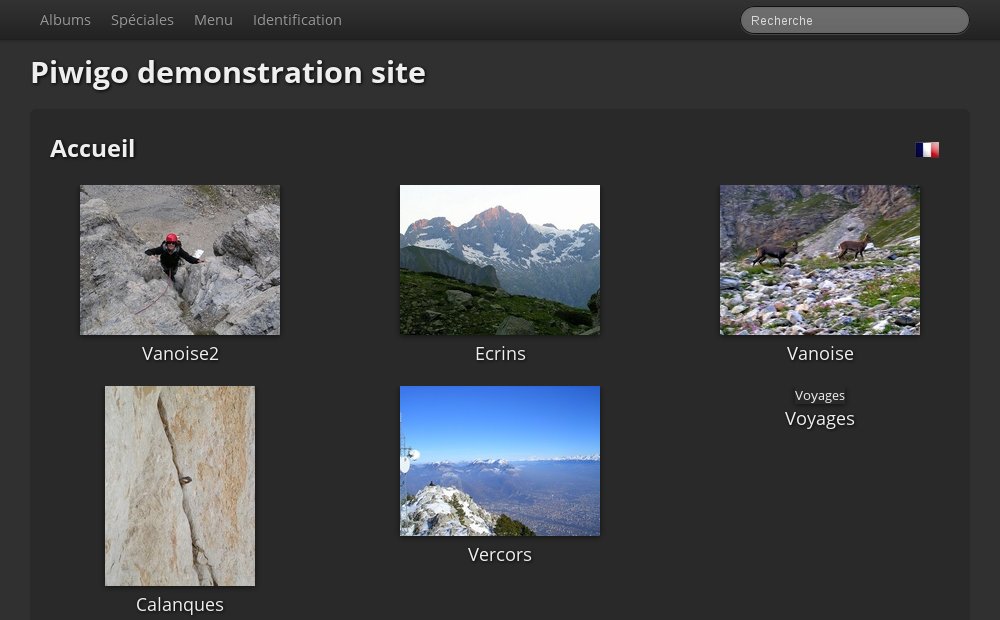 Albums Spéciales Menu Identification Recherche
Piwigo demonstration site
Accueil
Vanoise2 Ecrins Vanoise
Voyages
Voyages
Vercors
Calanques